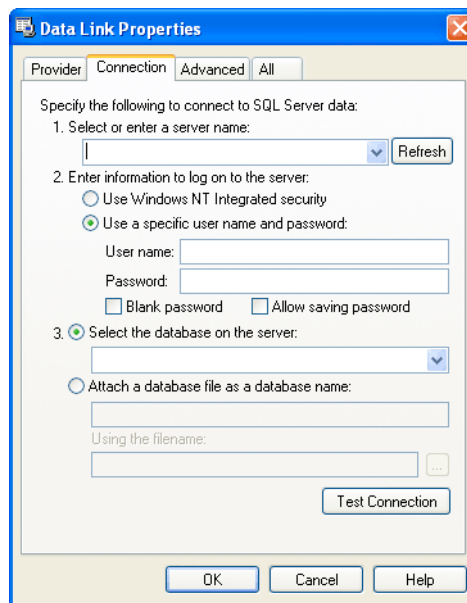 Data Link Properties
Provider Connection Advanced All
Specify the following to connect to SQL Server data:
1. Select or enter a server name:
Refresh
2. Enter information to log on to the server:
Use Windows NT Integrated security
Use a specific user name and password:
User name:
Password:
Blank password Allow saving password
3. Select the database on the server:
Attach a database file as a database name:
Using the filename:
...
Test Connection
OK Cancel Help